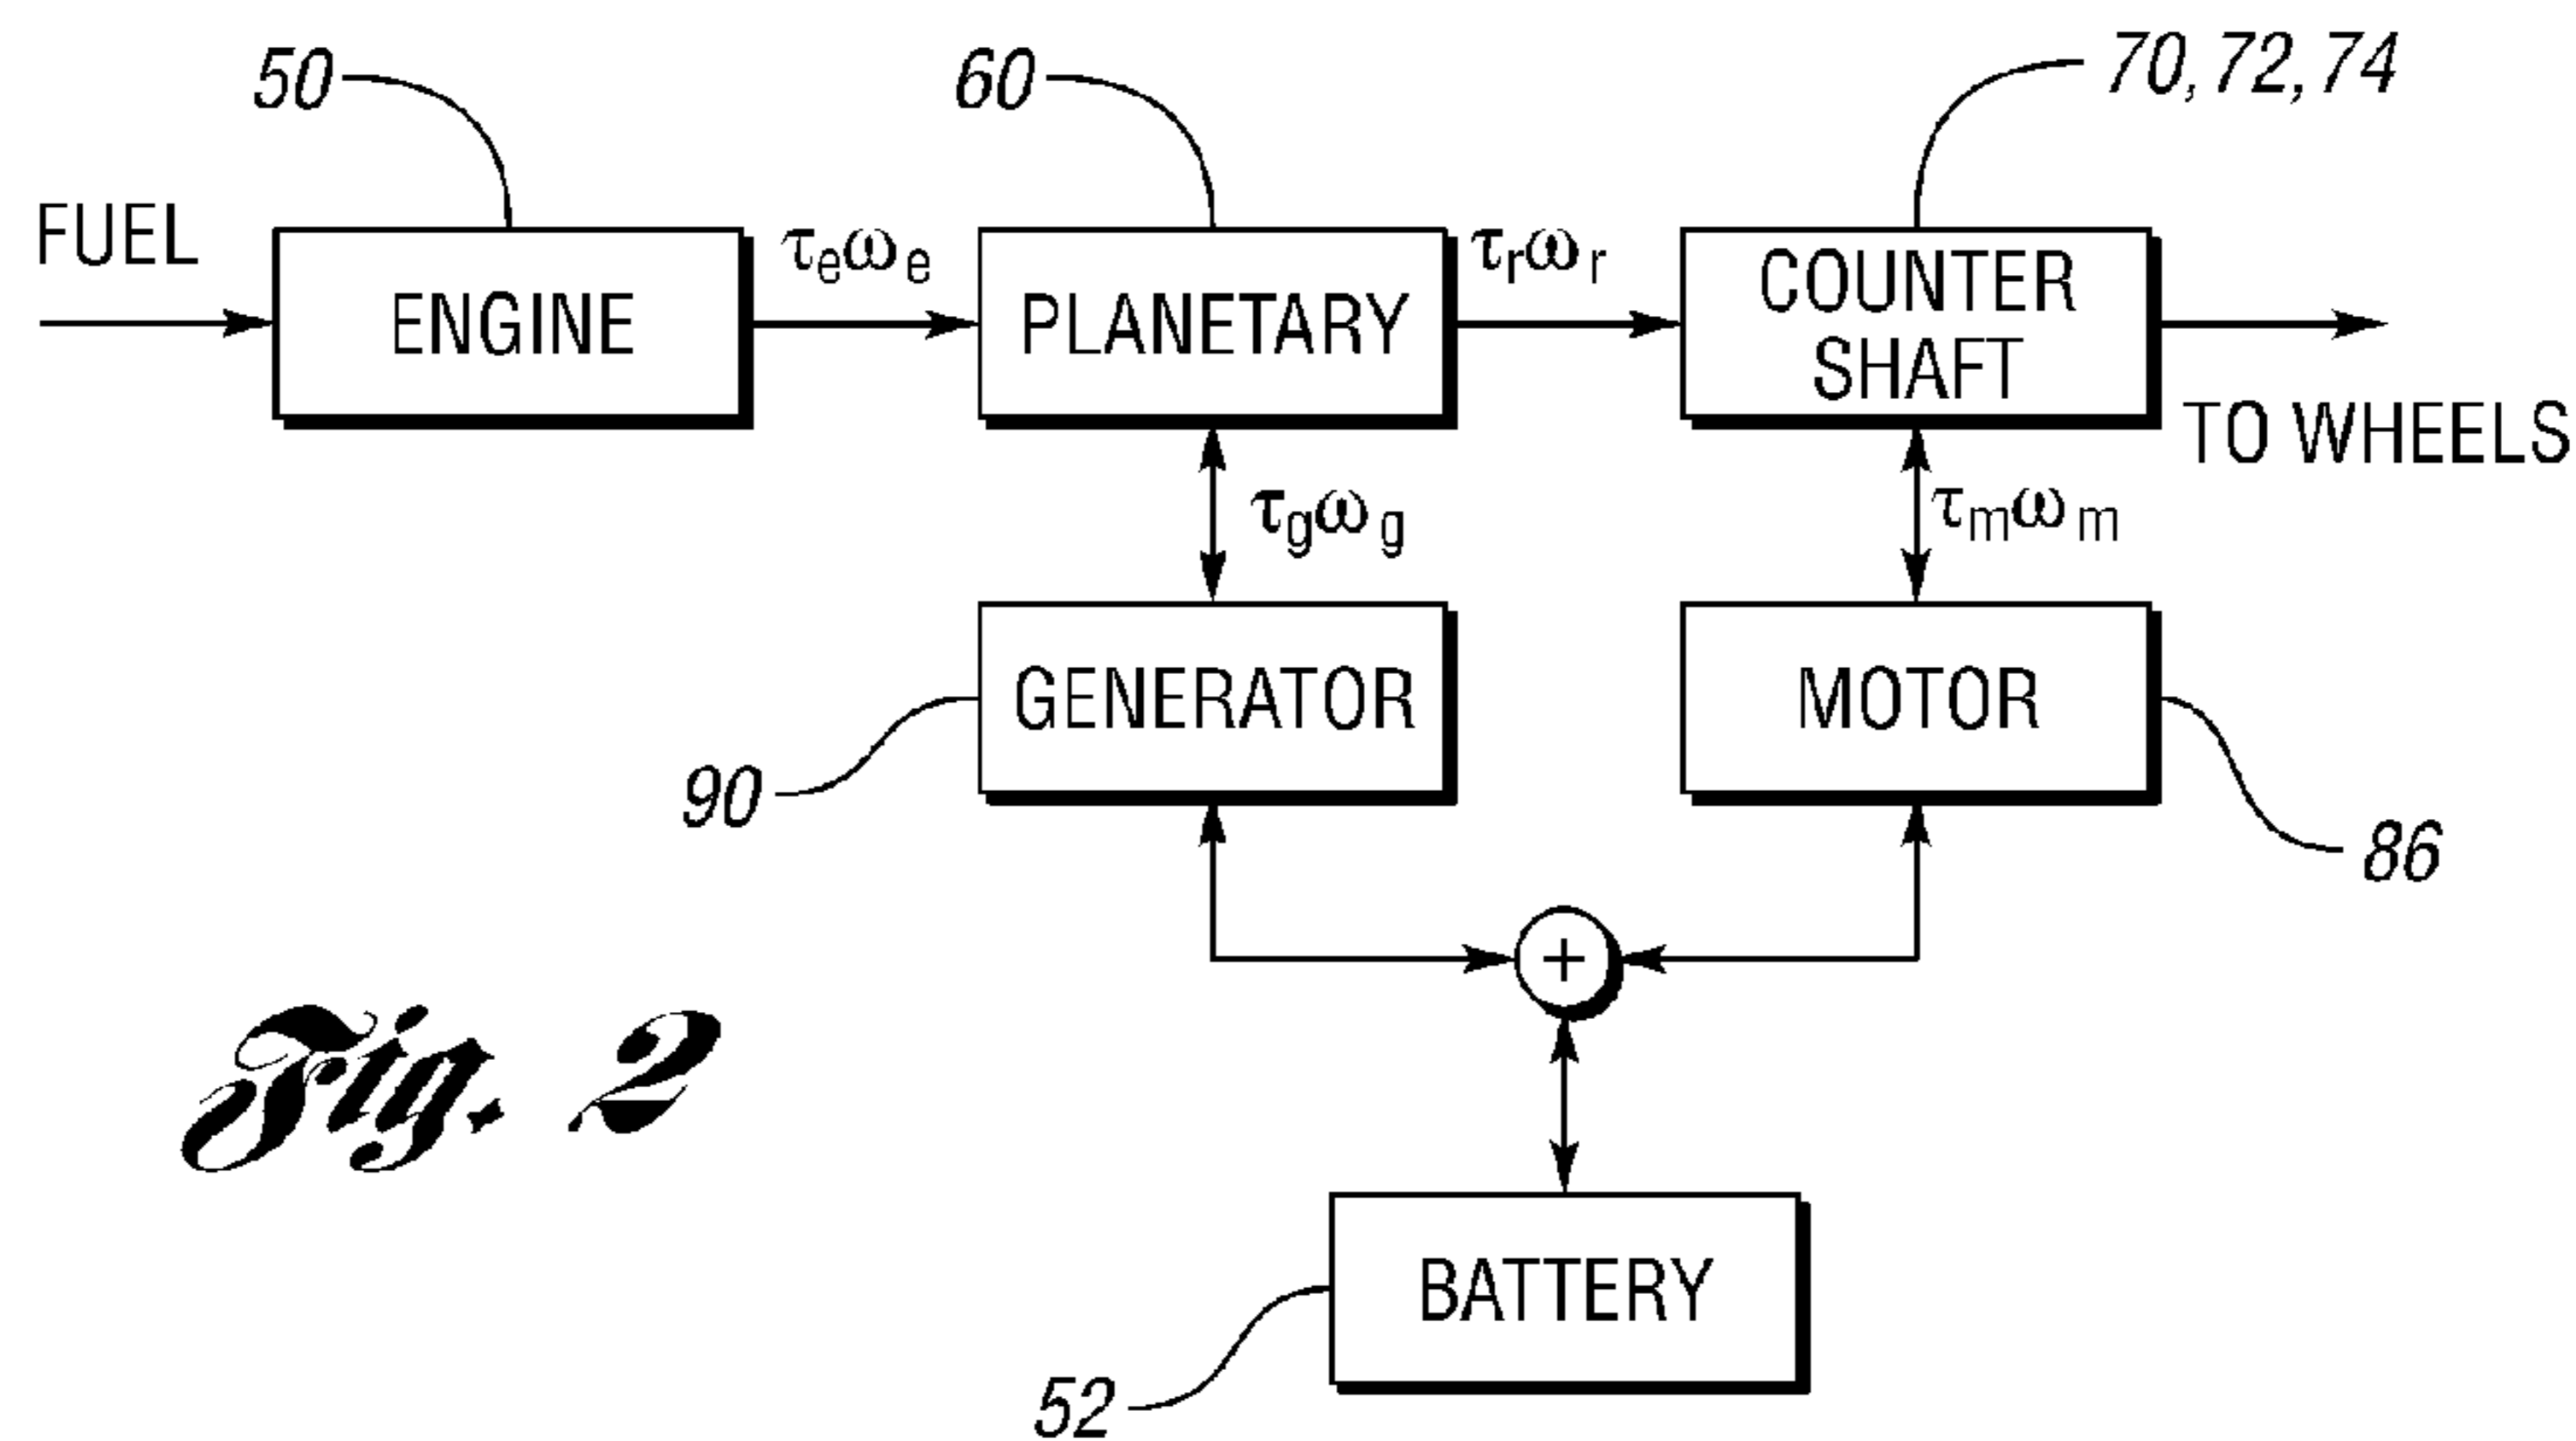 50
60
70, 72, 74
FUEL
ENGINE
τeωe
PLANETARY
τrωr
COUNTER
SHAFT
TO WHEELS
τgωg
τmωm
GENERATOR
MOTOR
90
86
+
Fig. 2
BATTERY
52